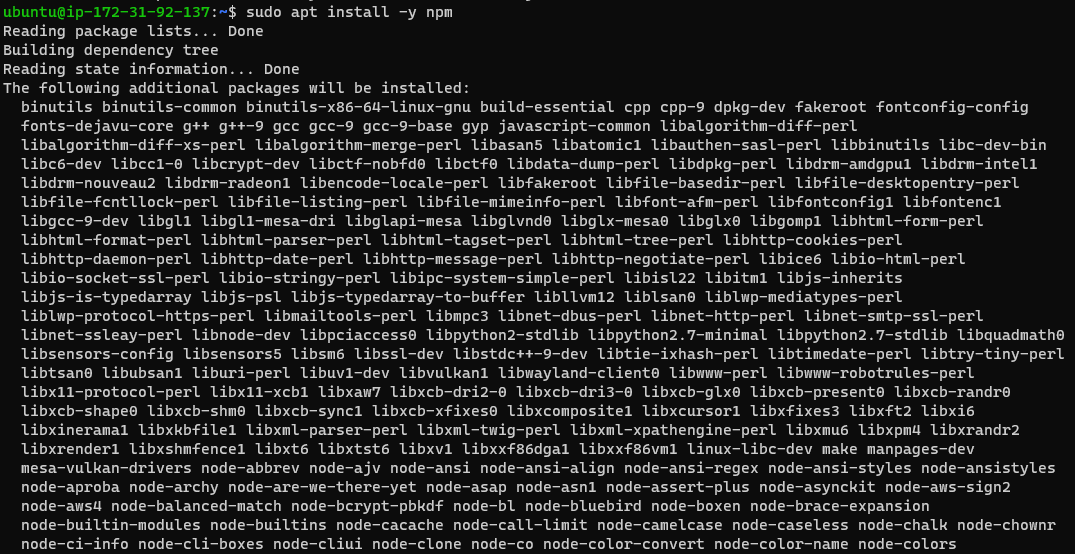 ubuntu@ip-172-31-92-137:~$ sudo apt install -y npm
Reading package lists... Done
Building dependency tree
Reading state information... Done
The following additional packages will be installed:
  binutils binutils-common binutils-x86-64-linux-gnu build-essential cpp cpp-9 dpkg-dev fakeroot fontconfig-config
  fonts-dejavu-core g++ g++-9 gcc gcc-9 gcc-9-base gyp javascript-common libalgorithm-diff-perl
  libalgorithm-diff-xs-perl libalgorithm-merge-perl libasan5 libatomic1 libauthen-sasl-perl libbinutils libc-dev-bin
  libc6-dev libcc1-0 libcrypt-dev libctf-nobfd0 libctf0 libdata-dump-perl libdpkg-perl libdrm-amdgpu1 libdrm-intel1
  libdrm-nouveau2 libdrm-radeon1 libencode-locale-perl libfakeroot libfile-basedir-perl libfile-desktopentry-perl
  libfile-fcntllock-perl libfile-listing-perl libfile-mimeinfo-perl libfont-afm-perl libfontconfig1 libfontenc1
  libgcc-9-dev libgl1 libgl1-mesa-dri libglapi-mesa libglvnd0 libglx-mesa0 libglx0 libgomp1 libhtml-form-perl
  libhtml-format-perl libhtml-parser-perl libhtml-tagset-perl libhtml-tree-perl libhttp-cookies-perl
  libhttp-daemon-perl libhttp-date-perl libhttp-message-perl libhttp-negotiate-perl libice6 libio-html-perl
  libio-socket-ssl-perl libio-stringy-perl libipc-system-simple-perl libisl22 libitm1 libjs-inherits
  libjs-is-typedarray libjs-psl libjs-typedarray-to-buffer libllvm12 liblsan0 liblwp-mediatypes-perl
  liblwp-protocol-https-perl libmailtools-perl libmpc3 libnet-dbus-perl libnet-http-perl libnet-smtp-ssl-perl
  libnet-ssleay-perl libnode-dev libpciaccess0 libpython2-stdlib libpython2.7-minimal libpython2.7-stdlib libquadmath0
  libsensors-config libsensors5 libsm6 libssl-dev libstdc++-9-dev libtie-ixhash-perl libtimedate-perl libtry-tiny-perl
  libtsan0 libubsan1 liburi-perl libuv1-dev libvulkan1 libwayland-client0 libwww-perl libwww-robotrules-perl
  libx11-protocol-perl libx11-xcb1 libxaw7 libxcb-dri2-0 libxcb-dri3-0 libxcb-glx0 libxcb-present0 libxcb-randr0
  libxcb-shape0 libxcb-shm0 libxcb-sync1 libxcb-xfixes0 libxcomposite1 libxcursor1 libxfixes3 libxft2 libxi6
  libxinerama1 libxkbfile1 libxml-parser-perl libxml-twig-perl libxml-xpathengine-perl libxmu6 libxpm4 libxrandr2
  libxrender1 libxshmfence1 libxt6 libxtst6 libxv1 libxxf86dga1 libxxf86vm1 linux-libc-dev make manpages-dev
  mesa-vulkan-drivers node-abbrev node-ajv node-ansi node-ansi-align node-ansi-regex node-ansi-styles node-ansistyles
  node-aproba node-archy node-are-we-there-yet node-asap node-asn1 node-assert-plus node-asynckit node-aws-sign2
  node-aws4 node-balanced-match node-bcrypt-pbkdf node-bl node-bluebird node-boxen node-brace-expansion
  node-builtin-modules node-builtins node-cacache node-call-limit node-camelcase node-caseless node-chalk node-chownr
  node-ci-info node-cli-boxes node-cliui node-clone node-co node-color-convert node-color-name node-colors